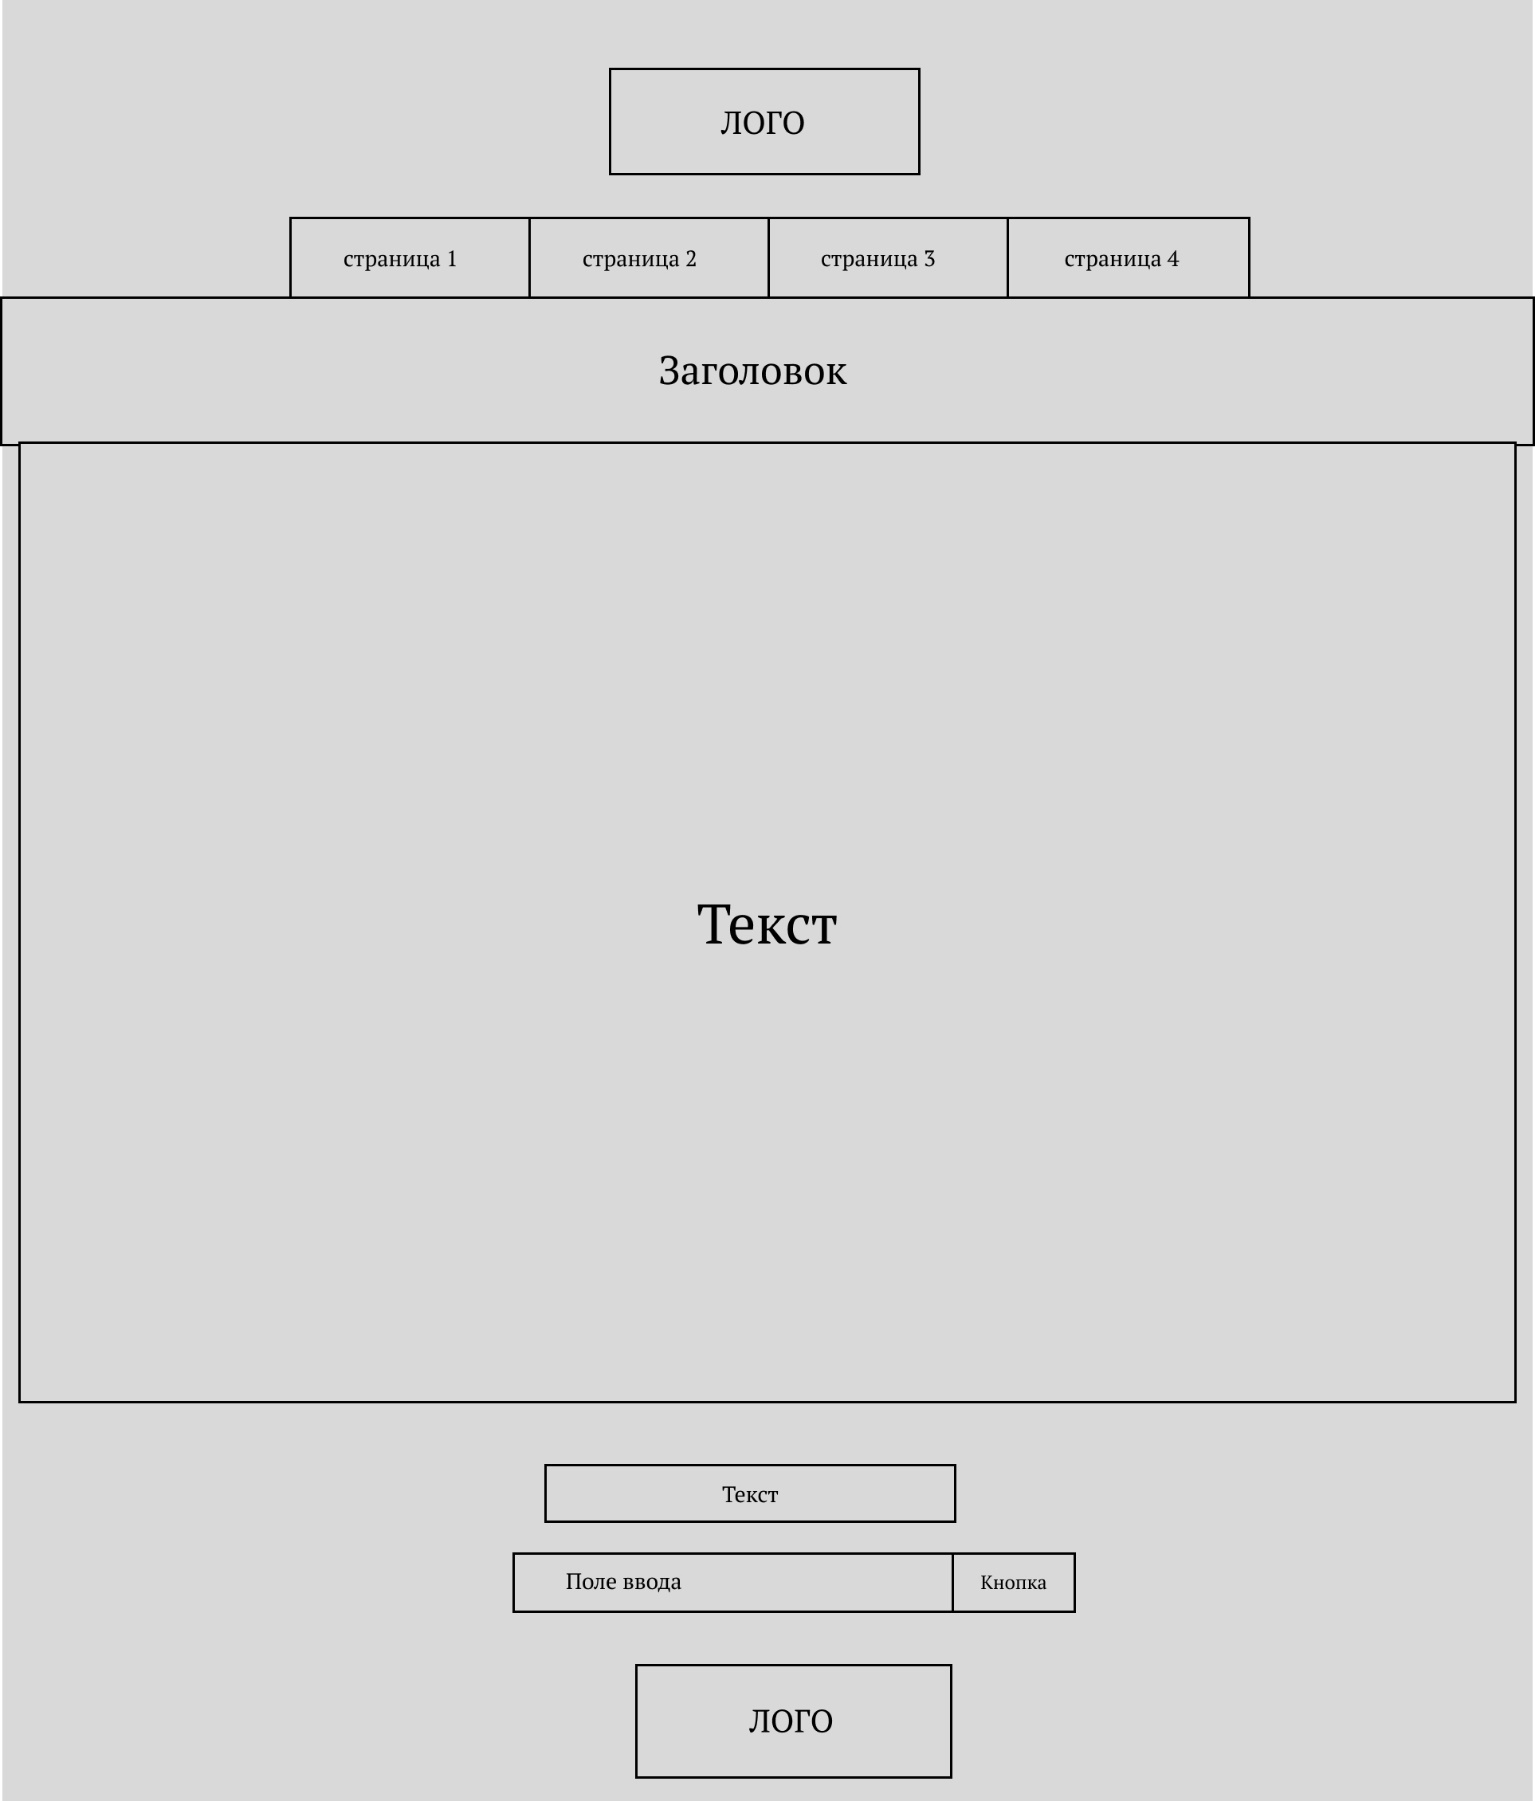 ЛОГО
страница 1
страница 2
страница 3
страница 4
Заголовок
Текст
Текст
Поле ввода
Кнопка
ЛОГО